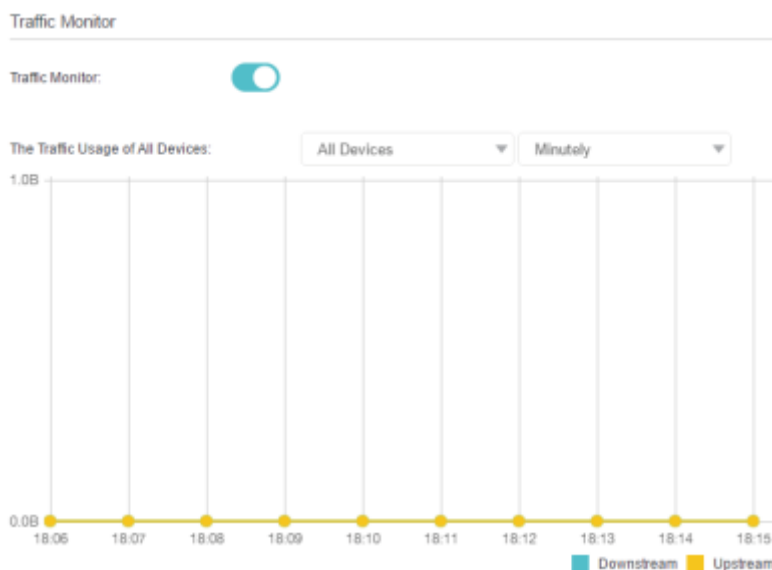 Traffic Monitor
Traffic Monitor:
The Traffic Usage of All Devices: All Devices Minutely
1.0B
0.0B
18:06 18:07 18:08 18:09 18:10 18:11 18:12 18:13 18:14 18:15
Downstream Upstream